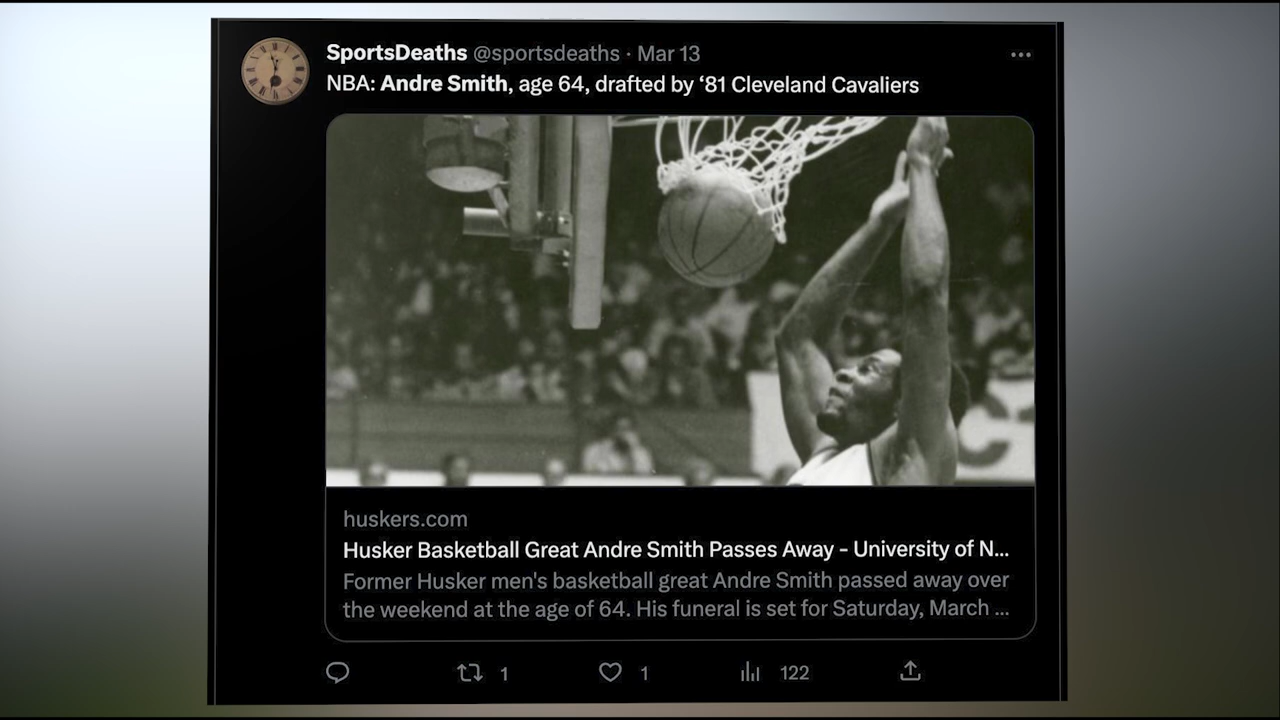 SportsDeaths @sportsdeaths · Mar 13
NBA: Andre Smith, age 64, drafted by ‘81 Cleveland Cavaliers
huskers.com
Husker Basketball Great Andre Smith Passes Away - University of N...
Former Husker men's basketball great Andre Smith passed away over
the weekend at the age of 64. His funeral is set for Saturday, March ...
1 1 122